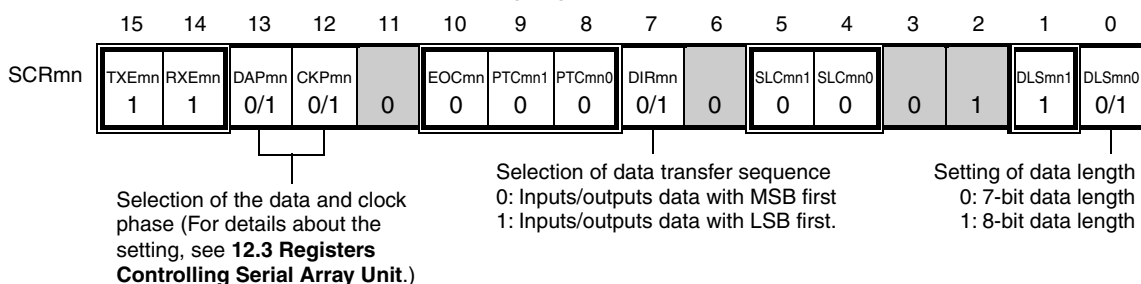 15 14 13 12 11 10 9 8 7 6 5 4 3 2 1 0
SCRmn TXEmn RXEmn DAPmn CKPmn EOCmn PTCmn1 PTCmn0 DIRmn SLCmn1 SLCmn0 DLSmn1 DLSmn0
1 1 0/1 0/1 0 0 0 0 0/1 0 0 0 0 1 1 0/1
Selection of the data and clock
phase (For details about the
setting, see 12.3 Registers
Controlling Serial Array Unit.)
Selection of data transfer sequence
0: Inputs/outputs data with MSB first
1: Inputs/outputs data with LSB first.
Setting of data length
0: 7-bit data length
1: 8-bit data length